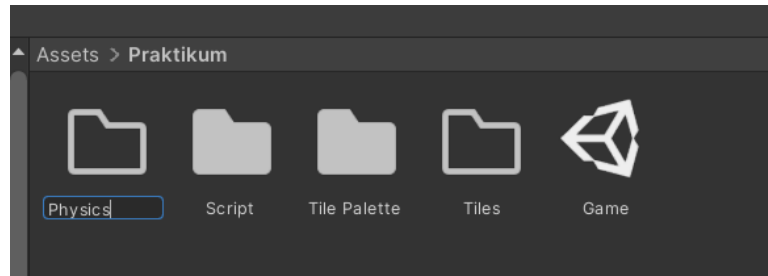 Assets > Praktikum
Physics
Script
Tile Palette
Tiles
Game